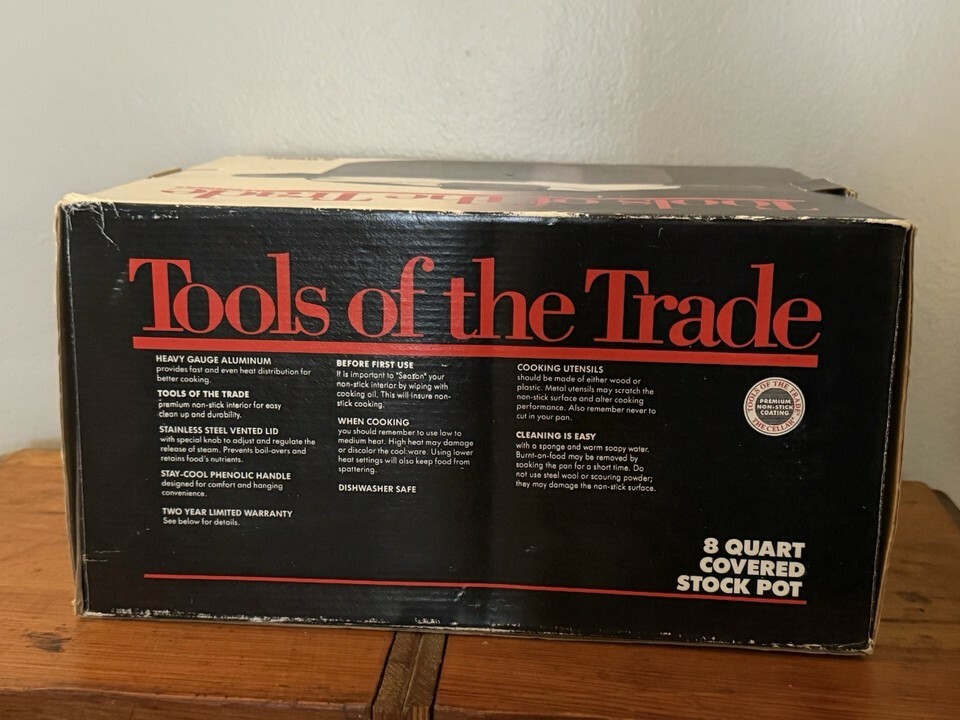 Tools of the Trade
Tools of the Trade
HEAVY GAUGE ALUMINUM
provides fast and even heat distribution for
better cooking.
TOOLS OF THE TRADE
premium non-stick interior for easy
clean up and durability.
STAINLESS STEEL VENTED LID
with special knob to adjust and regulate the
release of steam. Prevents boil-overs and
retains food's nutrients.
STAY-COOL PHENOLIC HANDLE
designed for comfort and hanging
convenience.
TWO YEAR LIMITED WARRANTY
See below for details.
BEFORE FIRST USE
It is important to "Season" your
non-stick interior by wiping with
cooking oil. This will insure non-
stick cooking.
WHEN COOKING
you should remember to use low to
medium heat. High heat may damage
or discolor the cool:ware. Using lower
heat settings will also keep food from
spattering.
DISHWASHER SAFE
COOKING UTENSILS
should be made of either wood or
plastic. Metal utensils may scratch the
non-stick surface and alter cooking
performance. Also remember never to
cut in your pan.
CLEANING IS EASY
with a sponge and warm soapy water.
Burnt-on-food may be removed by
soaking the pan for a short time. Do
not use steel wool or scouring powder;
they may damage the non-stick surface.
TOOLS OF THE TRADE
PREMIUM
NON-STICK
COATING
THE CELLAR
8 QUART
COVERED
STOCK POT